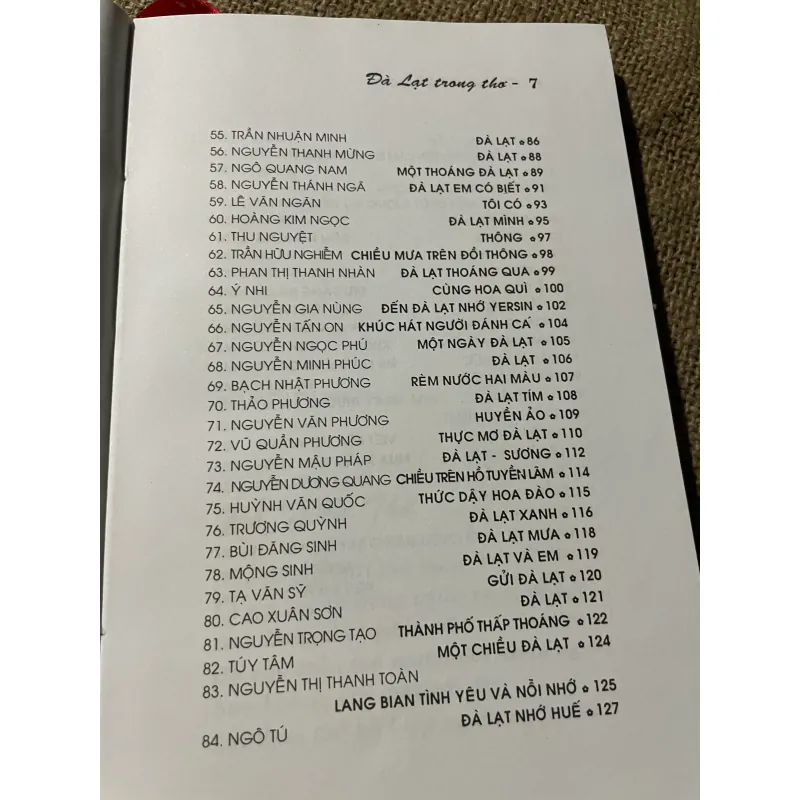 Đà Lạt trong thơ - 7
55. TRẦN NHUẬN MINH ĐÀ LẠT ✿ 86
56. NGUYỄN THANH MỪNG ĐÀ LẠT ✿ 88
57. NGÔ QUANG NAM MỘT THOÁNG ĐÀ LẠT ✿ 89
58. NGUYỄN THÁNH NGÃ ĐÀ LẠT EM CÓ BIẾT ✿ 91
59. LÊ VĂN NGĂN TÔI CÓ ✿ 93
60. HOÀNG KIM NGỌC ĐÀ LẠT MÌNH ✿ 95
61. THU NGUYỆT THÔNG ✿ 97
62. TRẦN HỮU NGHIỄM CHIỀU MƯA TRÊN ĐỒI THÔNG ✿ 98
63. PHAN THỊ THANH NHÀN ĐÀ LẠT THOÁNG QUA ✿ 99
64. Ý NHI CÙNG HOA QUÌ ✿ 100
65. NGUYỄN GIA NÙNG ĐẾN ĐÀ LẠT NHỚ YERSIN ✿ 102
66. NGUYỄN TẤN ON KHÚC HÁT NGƯỜI ĐÁNH CÁ ✿ 104
67. NGUYỄN NGỌC PHÚ MỘT NGÀY ĐÀ LẠT ✿ 105
68. NGUYỄN MINH PHÚC ĐÀ LẠT ✿ 106
69. BẠCH NHẬT PHƯƠNG RÈM NƯỚC HAI MÀU ✿ 107
70. THẢO PHƯƠNG ĐÀ LẠT TÍM ✿ 108
71. NGUYỄN VĂN PHƯƠNG HUYỀN ẢO ✿ 109
72. VŨ QUẦN PHƯƠNG THỰC MƠ ĐÀ LẠT ✿ 110
73. NGUYỄN MẬU PHÁP ĐÀ LẠT - SƯƠNG ✿ 112
74. NGUYỄN DƯƠNG QUANG CHIỀU TRÊN HỒ TUYỀN LÂM ✿ 114
75. HUỲNH VĂN QUỐC THỨC DẬY HOA ĐÀO ✿ 115
76. TRƯƠNG QUỲNH ĐÀ LẠT XANH ✿ 116
77. BÙI ĐĂNG SINH ĐÀ LẠT MƯA ✿ 118
78. MỘNG SINH ĐÀ LẠT VÀ EM ✿ 119
79. TẠ VĂN SỸ GỬI ĐÀ LẠT ✿ 120
80. CAO XUÂN SƠN ĐÀ LẠT ✿ 121
81. NGUYỄN TRỌNG TẠO THÀNH PHỐ THẤP THOÁNG ✿ 122
82. TÚY TÂM MỘT CHIỀU ĐÀ LẠT ✿ 124
83. NGUYỄN THỊ THANH TOÀN
LANG BIAN TÌNH YÊU VÀ NỖI NHỚ ✿ 125
84. NGÔ TÚ ĐÀ LẠT NHỚ HUẾ ✿ 127